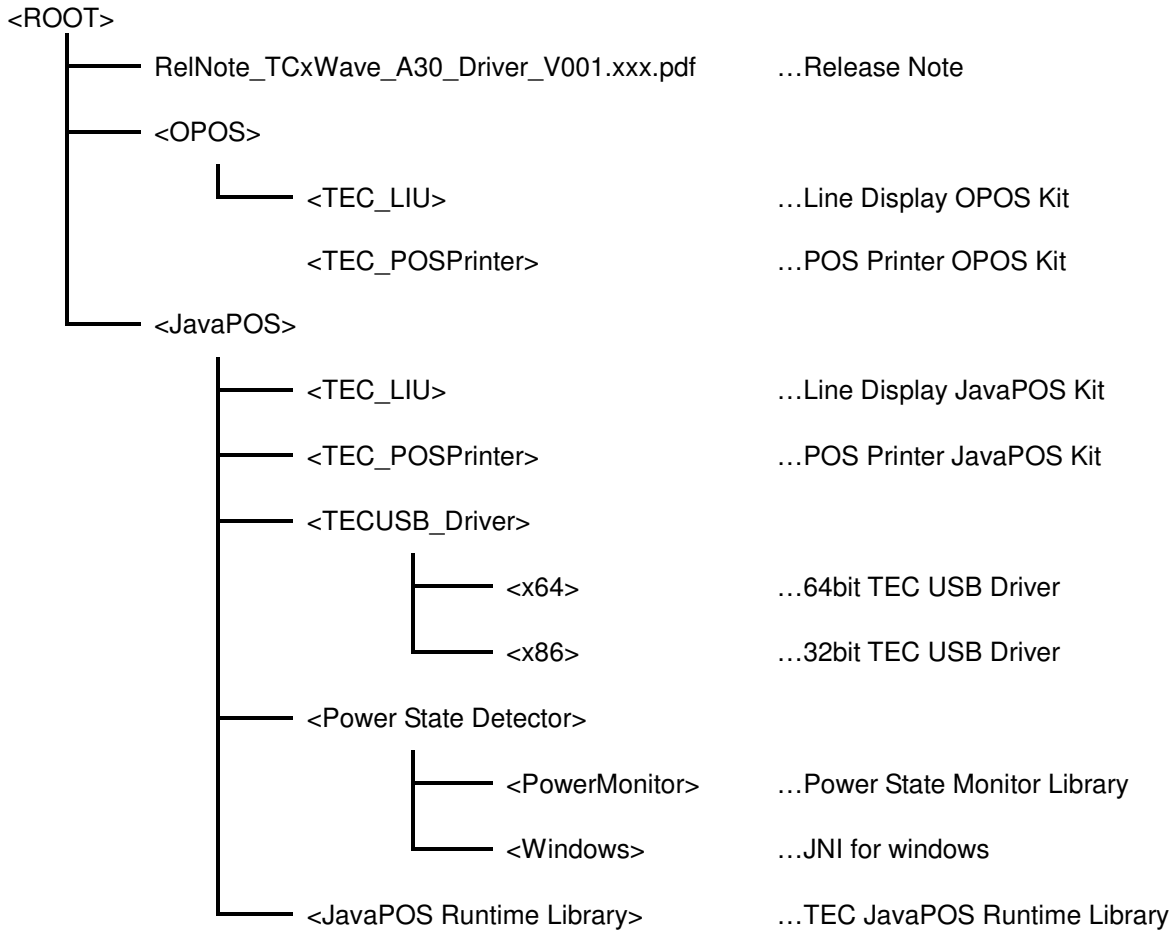 <ROOT>
RelNote_TCxWave_A30_Driver_V001.xxx.pdf …Release Note
<OPOS>
<TEC_LIU> …Line Display OPOS Kit
<TEC_POSPrinter> …POS Printer OPOS Kit
<JavaPOS>
<TEC_LIU> …Line Display JavaPOS Kit
<TEC_POSPrinter> …POS Printer JavaPOS Kit
<TECUSB_Driver>
<x64> …64bit TEC USB Driver
<x86> …32bit TEC USB Driver
<Power State Detector>
<PowerMonitor> …Power State Monitor Library
<Windows> …JNI for windows
<JavaPOS Runtime Library> …TEC JavaPOS Runtime Library